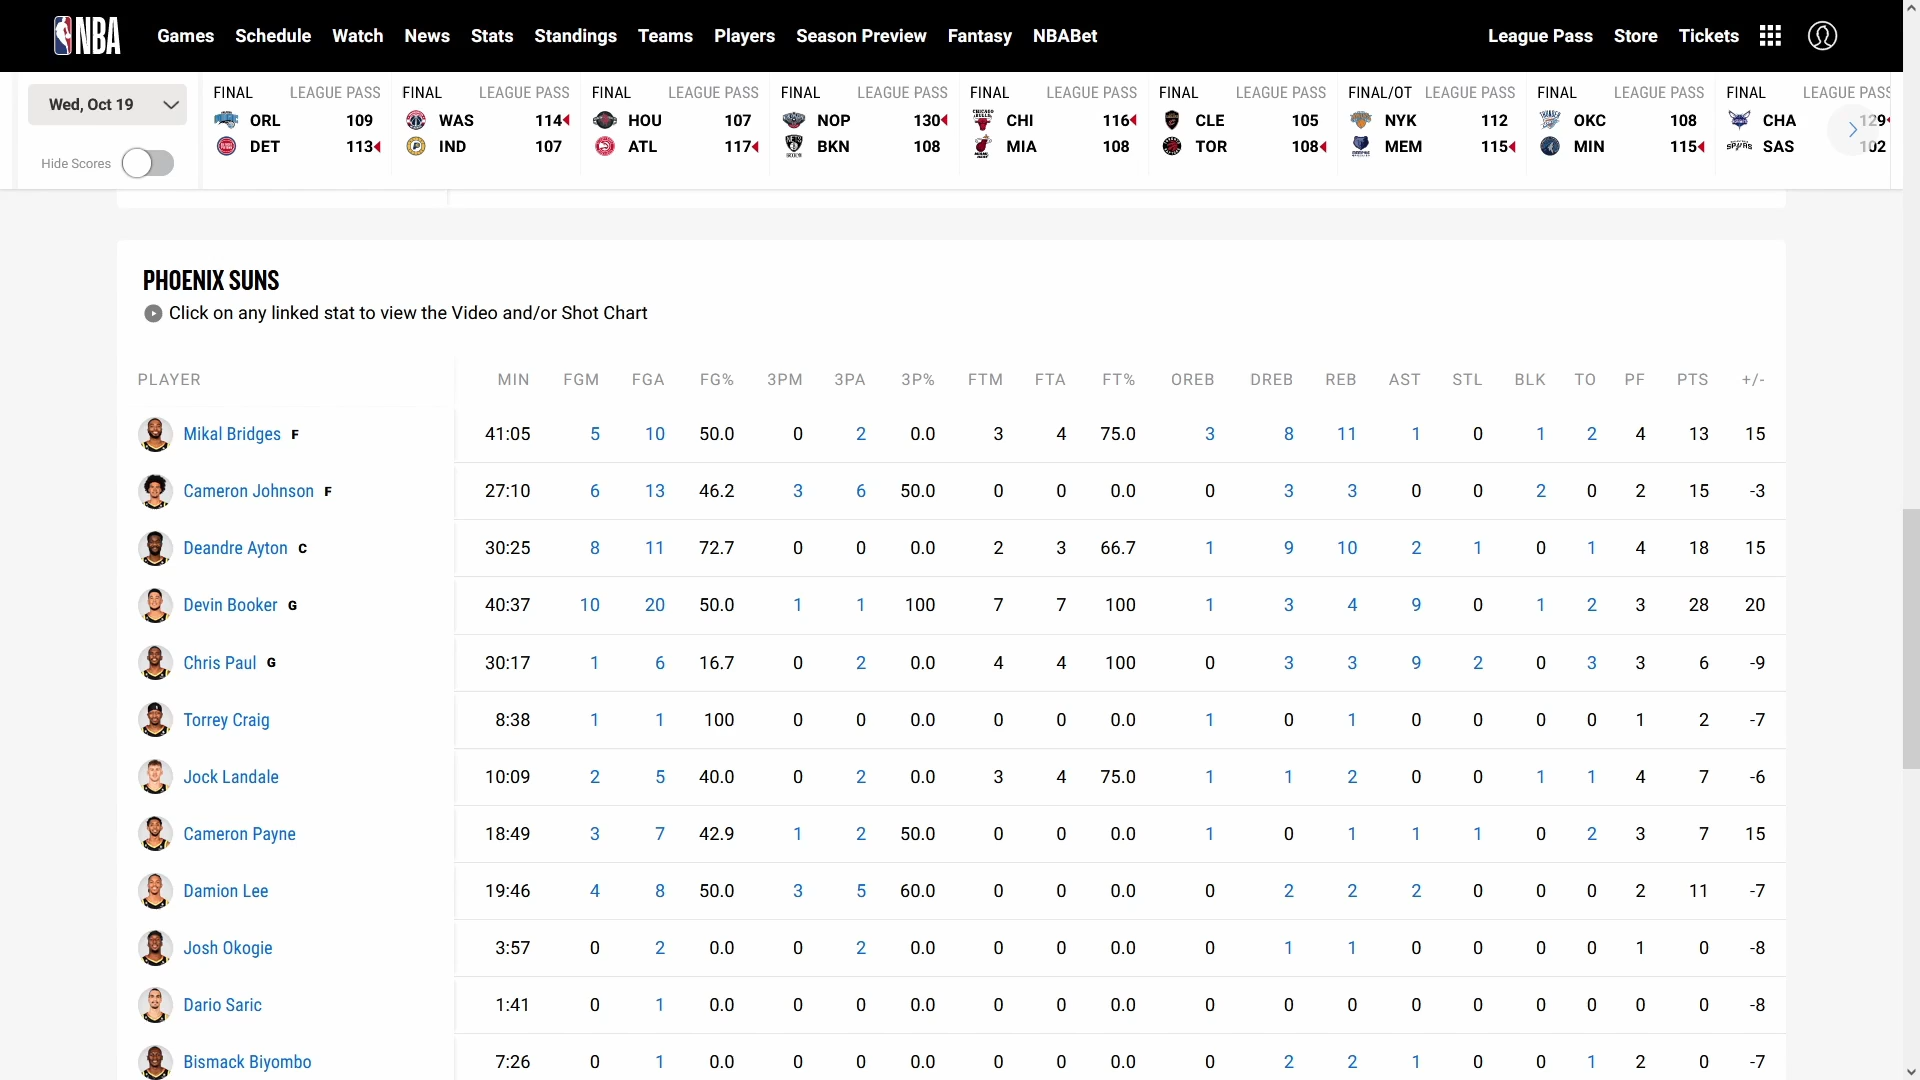 NBA Games Schedule Watch News Stats Standings Teams Players Season Preview Fantasy NBABet League Pass Store Tickets
Wed, Oct 19
Hide Scores
FINAL LEAGUE PASS
ORL 109
DET 113
FINAL LEAGUE PASS
WAS 114
IND 107
FINAL LEAGUE PASS
HOU 107
ATL 117
FINAL LEAGUE PASS
NOP 130
BKN 108
FINAL LEAGUE PASS
CHI 116
MIA 108
FINAL LEAGUE PASS
CLE 105
TOR 108
FINAL/OT LEAGUE PASS
NYK 112
MEM 115
FINAL LEAGUE PASS
OKC 108
MIN 115
FINAL LEAGUE PASS
CHA 129
SAS 102
PHOENIX SUNS
Click on any linked stat to view the Video and/or Shot Chart
PLAYER MIN FGM FGA FG% 3PM 3PA 3P% FTM FTA FT% OREB DREB REB AST STL BLK TO PF PTS +/-
Mikal Bridges F 41:05 5 10 50.0 0 2 0.0 3 4 75.0 3 8 11 1 0 1 2 4 13 15
Cameron Johnson F 27:10 6 13 46.2 3 6 50.0 0 0 0.0 0 3 3 0 0 2 0 2 15 -3
Deandre Ayton C 30:25 8 11 72.7 0 0 0.0 2 3 66.7 1 9 10 2 1 0 1 4 18 15
Devin Booker G 40:37 10 20 50.0 1 1 100 7 7 100 1 3 4 9 0 1 2 3 28 20
Chris Paul G 30:17 1 6 16.7 0 2 0.0 4 4 100 0 3 3 9 2 0 3 3 6 -9
Torrey Craig 8:38 1 1 100 0 0 0.0 0 0 0.0 1 0 1 0 0 0 0 1 2 -7
Jock Landale 10:09 2 5 40.0 0 2 0.0 3 4 75.0 1 1 2 0 0 1 1 4 7 -6
Cameron Payne 18:49 3 7 42.9 1 2 50.0 0 0 0.0 1 0 1 1 1 0 2 3 7 15
Damion Lee 19:46 4 8 50.0 3 5 60.0 0 0 0.0 0 2 2 2 0 0 0 2 11 -7
Josh Okogie 3:57 0 2 0.0 0 2 0.0 0 0 0.0 0 1 1 0 0 0 0 1 0 -8
Dario Saric 1:41 0 1 0.0 0 0 0.0 0 0 0.0 0 0 0 0 0 0 0 0 0 -8
Bismack Biyombo 7:26 0 1 0.0 0 0 0.0 0 0 0.0 0 2 2 1 0 0 1 2 0 -7